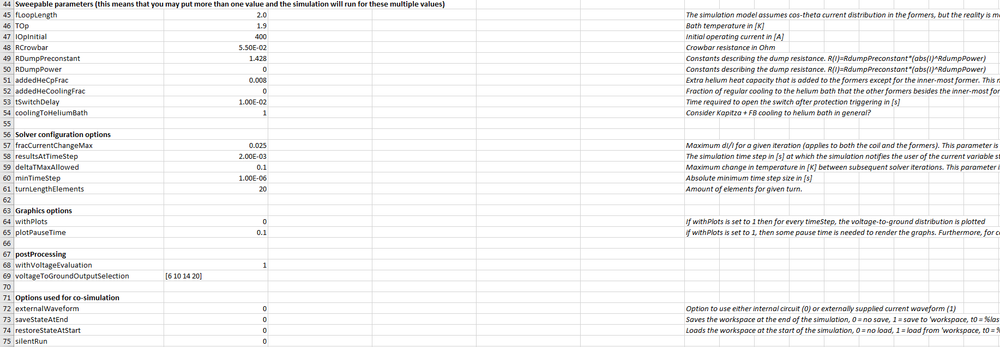 44 Sweepable parameters (this means that you may put more than one value and the simulation will run for these multiple values)
45 fLoopLength 2.0 The simulation model assumes cos-theta current distribution in the formers, but the reality is
46 TOp 1.9 Bath temperature in [K]
47 IOpInitial 400 Initial operating current in [A]
48 RCrowbar 5.50E-02 Crowbar resistance in Ohm
49 RDumpPreconstant 1.428 Constants describing the dump resistance. R(I)=RdumpPreconstant*(abs(I)^RdumpPower)
50 RDumpPower 0 Constants describing the dump resistance. R(I)=RdumpPreconstant*(abs(I)^RdumpPower)
51 addedHeCpFrac 0.008 Extra helium heat capacity that is added to the formers except for the inner-most former. This
52 addedHeCoolingFrac 0 Fraction of regular cooling to the helium bath that the other formers besides the inner-most for
53 tSwitchDelay 1.00E-02 Time required to open the switch after protection triggering in [s]
54 coolingToHeliumBath 1 Consider Kapitza + FB cooling to helium bath in general?
55
56 Solver configuration options
57 fracCurrentChangeMax 0.025 Maximum dI/I for a given iteration (applies to both the coil and the formers). This parameter is
58 resultsAtTimeStep 2.00E-03 The simulation time step in [s] at which the simulation notifies the user of the current variable st
59 deltaTMaxAllowed 0.1 Maximum change in temperature in [K] between subsequent solver iterations. This parameter i
60 minTimeStep 1.00E-06 Absolute minimum time step size in [s]
61 turnLengthElements 20 Amount of elements for given turn.
62
63 Graphics options
64 withPlots 0 If withPlots is set to 1 then for every timeStep, the voltage-to-ground distribution is plotted
65 plotPauseTime 0.1 if withPlots is set to 1, then some pause time is needed to render the graphs. Furthermore, for c
66
67 postProcessing
68 withVoltageEvaluation 1
69 voltageToGroundOutputSelection [6 10 14 20]
70
71 Options used for co-simulation
72 externalWaveform 0 Option to use either internal circuit (0) or externally supplied current waveform (1)
73 saveStateAtEnd 0 Saves the workspace at the end of the simulation, 0 = no save, 1 = save to 'workspace, t0 = %las
74 restoreStateAtStart 0 Loads the workspace at the start of the simulation, 0 = no load, 1 = load from 'workspace, t0 = %
75 silentRun 0